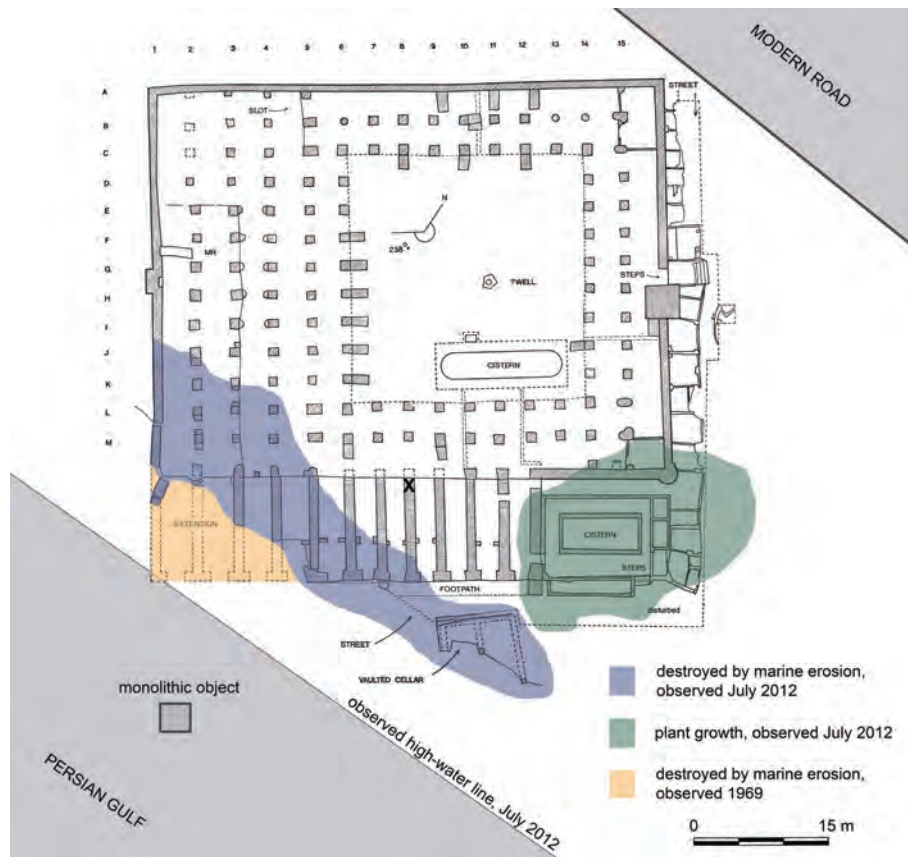 1 2 3 4 5 6 7 8 9 10 11 12 13 14 15
MODERN ROAD
STREET
A
SLOT
B
C
D
N
E
F
238°
MR
G
STEPS
WELL
H
I
J
CISTERN
K
L
M
X
EXTENTION
CISTERN
STEPS
FOOTPATH
disturbed
STREET
VAULTED CELLAR
monolithic object
observed high-water line, July 2012
PERSIAN GULF
destroyed by marine erosion,
observed July 2012
plant growth, observed July 2012
destroyed by marine erosion,
observed 1969
0 15 m